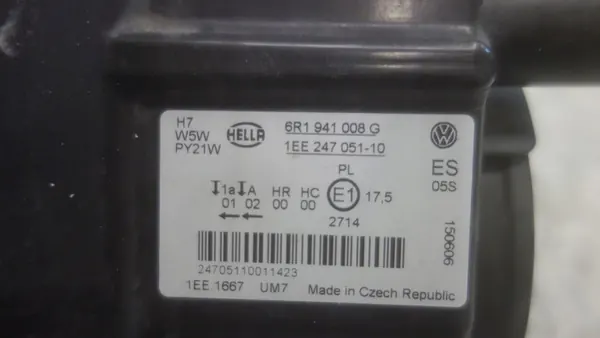 H7
W5W
PY21W
HELLA
6R1 941 008 G
1EE 247 051-10
ES
05S
PL
1a A HR HC E1 17,5
01 02 00 00
2714
150606
24705110011423
1EE.1667 UM7 Made in Czech Republic